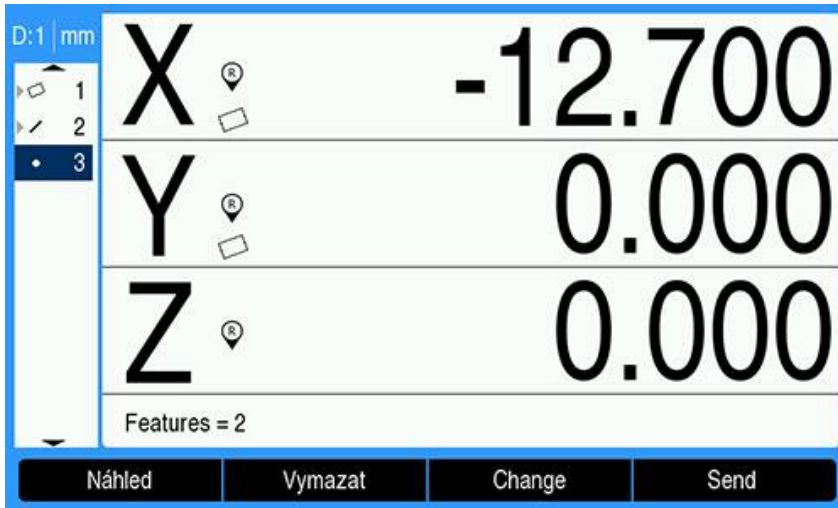 D:1 mm
1
2
3
X R -12.700
Y R 0.000
Z R 0.000
Features = 2
Náhled Vymazat Change Send